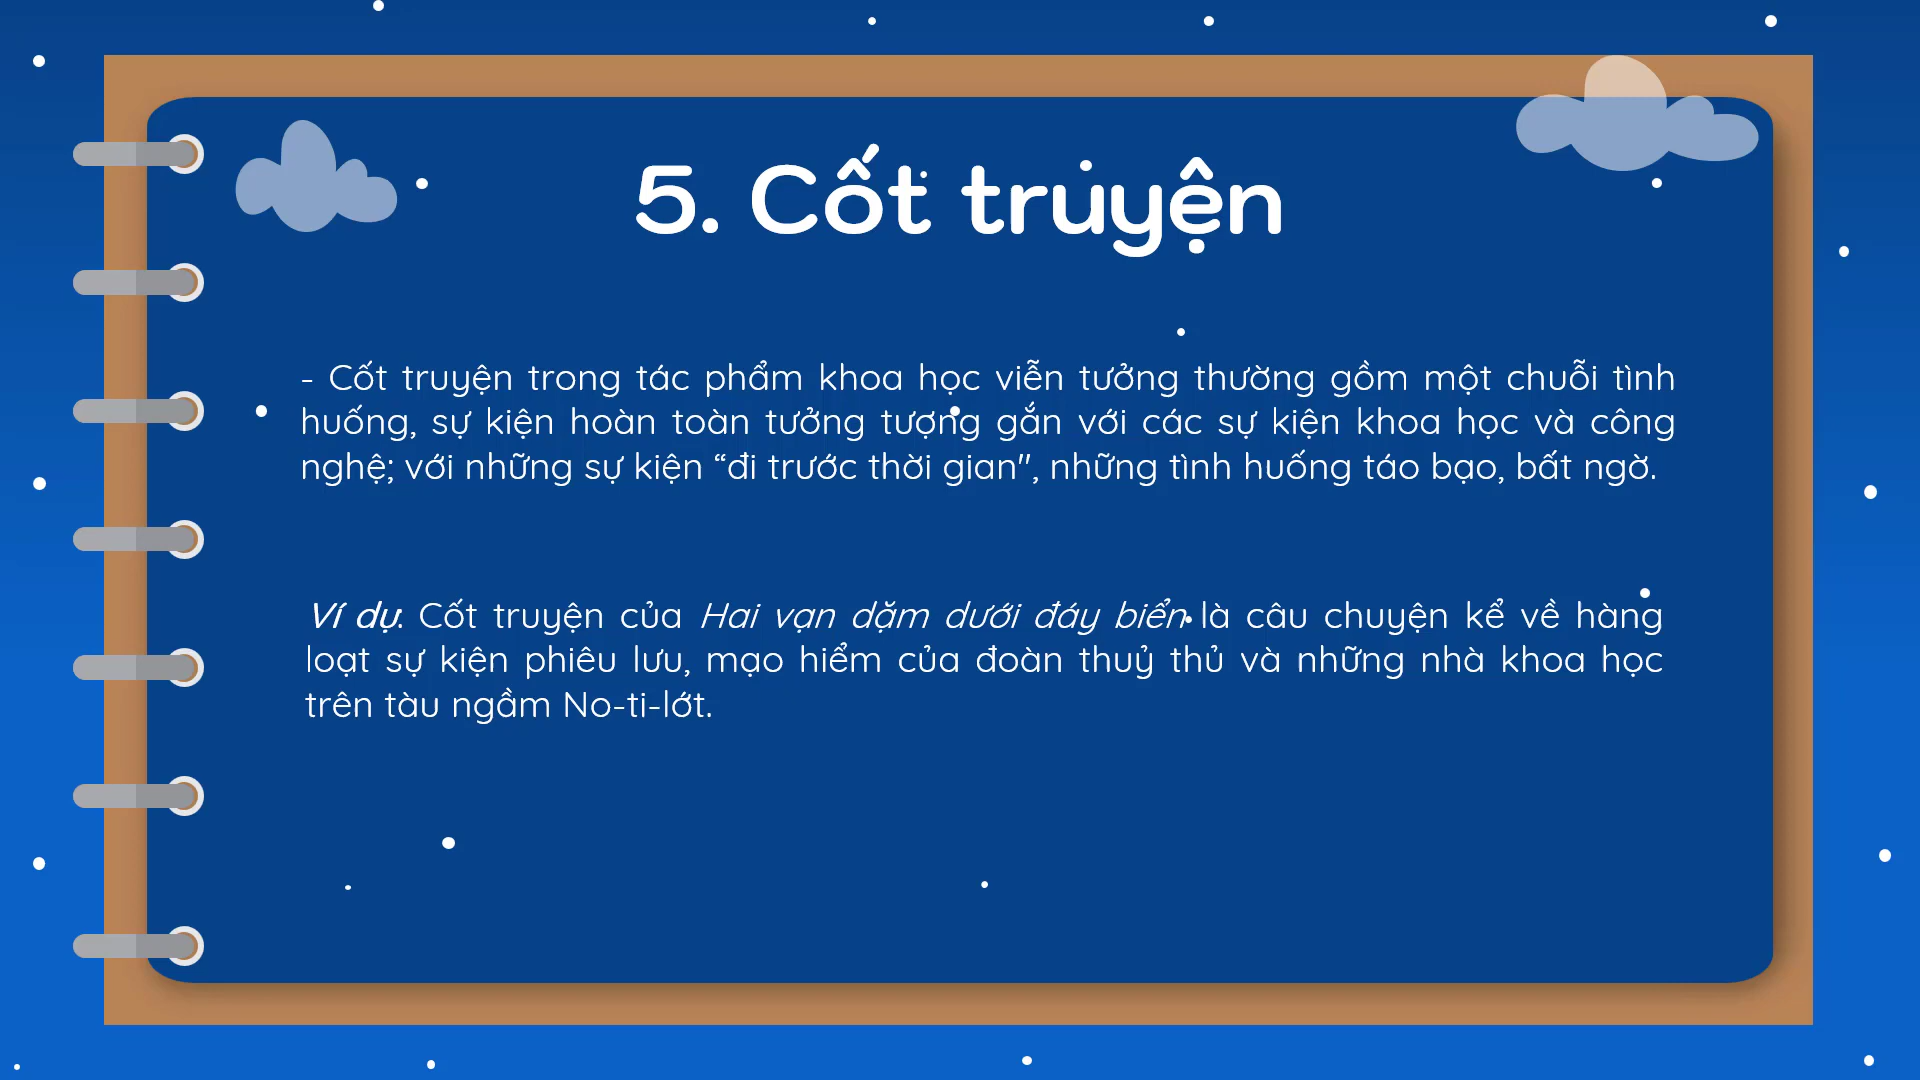 5. Cốt truyện
- Cốt truyện trong tác phẩm khoa học viễn tưởng thường gồm một chuỗi tình
huống, sự kiện hoàn toàn tưởng tượng gắn với các sự kiện khoa học và công
nghệ; với những sự kiện “đi trước thời gian", những tình huống táo bạo, bất ngờ.
Ví dụ: Cốt truyện của Hai vạn dặm dưới đáy biển là câu chuyện kể về hàng
loạt sự kiện phiêu lưu, mạo hiểm của đoàn thuỷ thủ và những nhà khoa học
trên tàu ngầm No-ti-lớt.